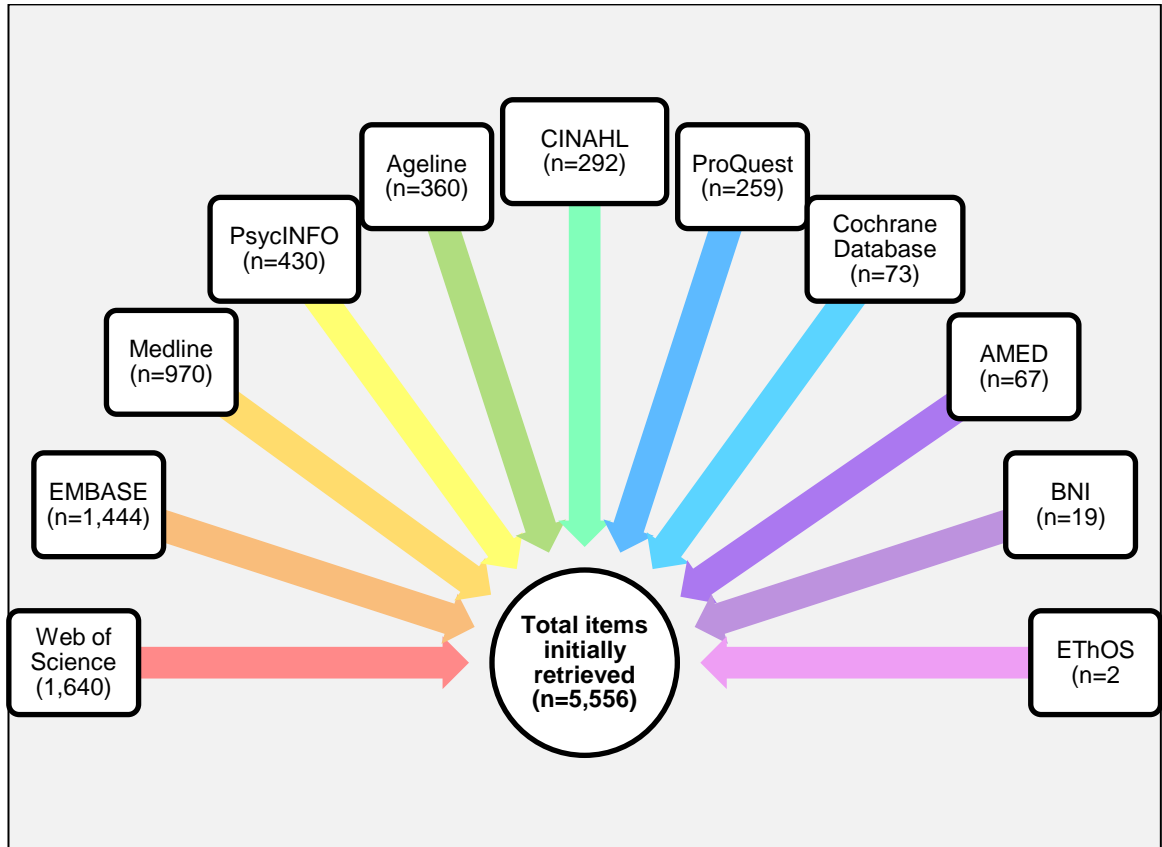 CINAHL
(n=292)
Ageline
(n=360)
ProQuest
(n=259)
PsycINFO
(n=430)
Cochrane
Database
(n=73)
Medline
(n=970)
AMED
(n=67)
EMBASE
(n=1,444)
BNI
(n=19)
Web of
Science
(1,640)
Total items
initially
retrieved
(n=5,556)
EThOS
(n=2